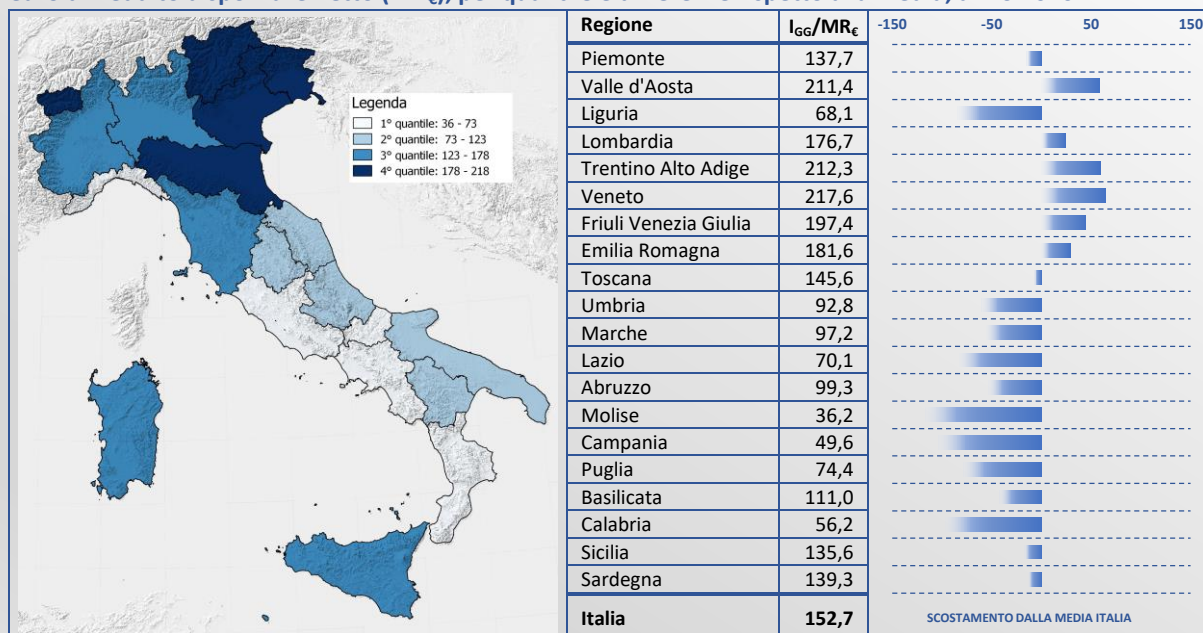 Legenda
1° quantile: 36 - 73
2° quantile: 73 - 123
3° quantile: 123 - 178
4° quantile: 178 - 218
Regione IGG/MR€ -150 -50 50 150
Piemonte 137,7
Valle d'Aosta 211,4
Liguria 68,1
Lombardia 176,7
Trentino Alto Adige 212,3
Veneto 217,6
Friuli Venezia Giulia 197,4
Emilia Romagna 181,6
Toscana 145,6
Umbria 92,8
Marche 97,2
Lazio 70,1
Abruzzo 99,3
Molise 36,2
Campania 49,6
Puglia 74,4
Basilicata 111,0
Calabria 56,2
Sicilia 135,6
Sardegna 139,3
Italia 152,7 SCOSTAMENTO DALLA MEDIA ITALIA